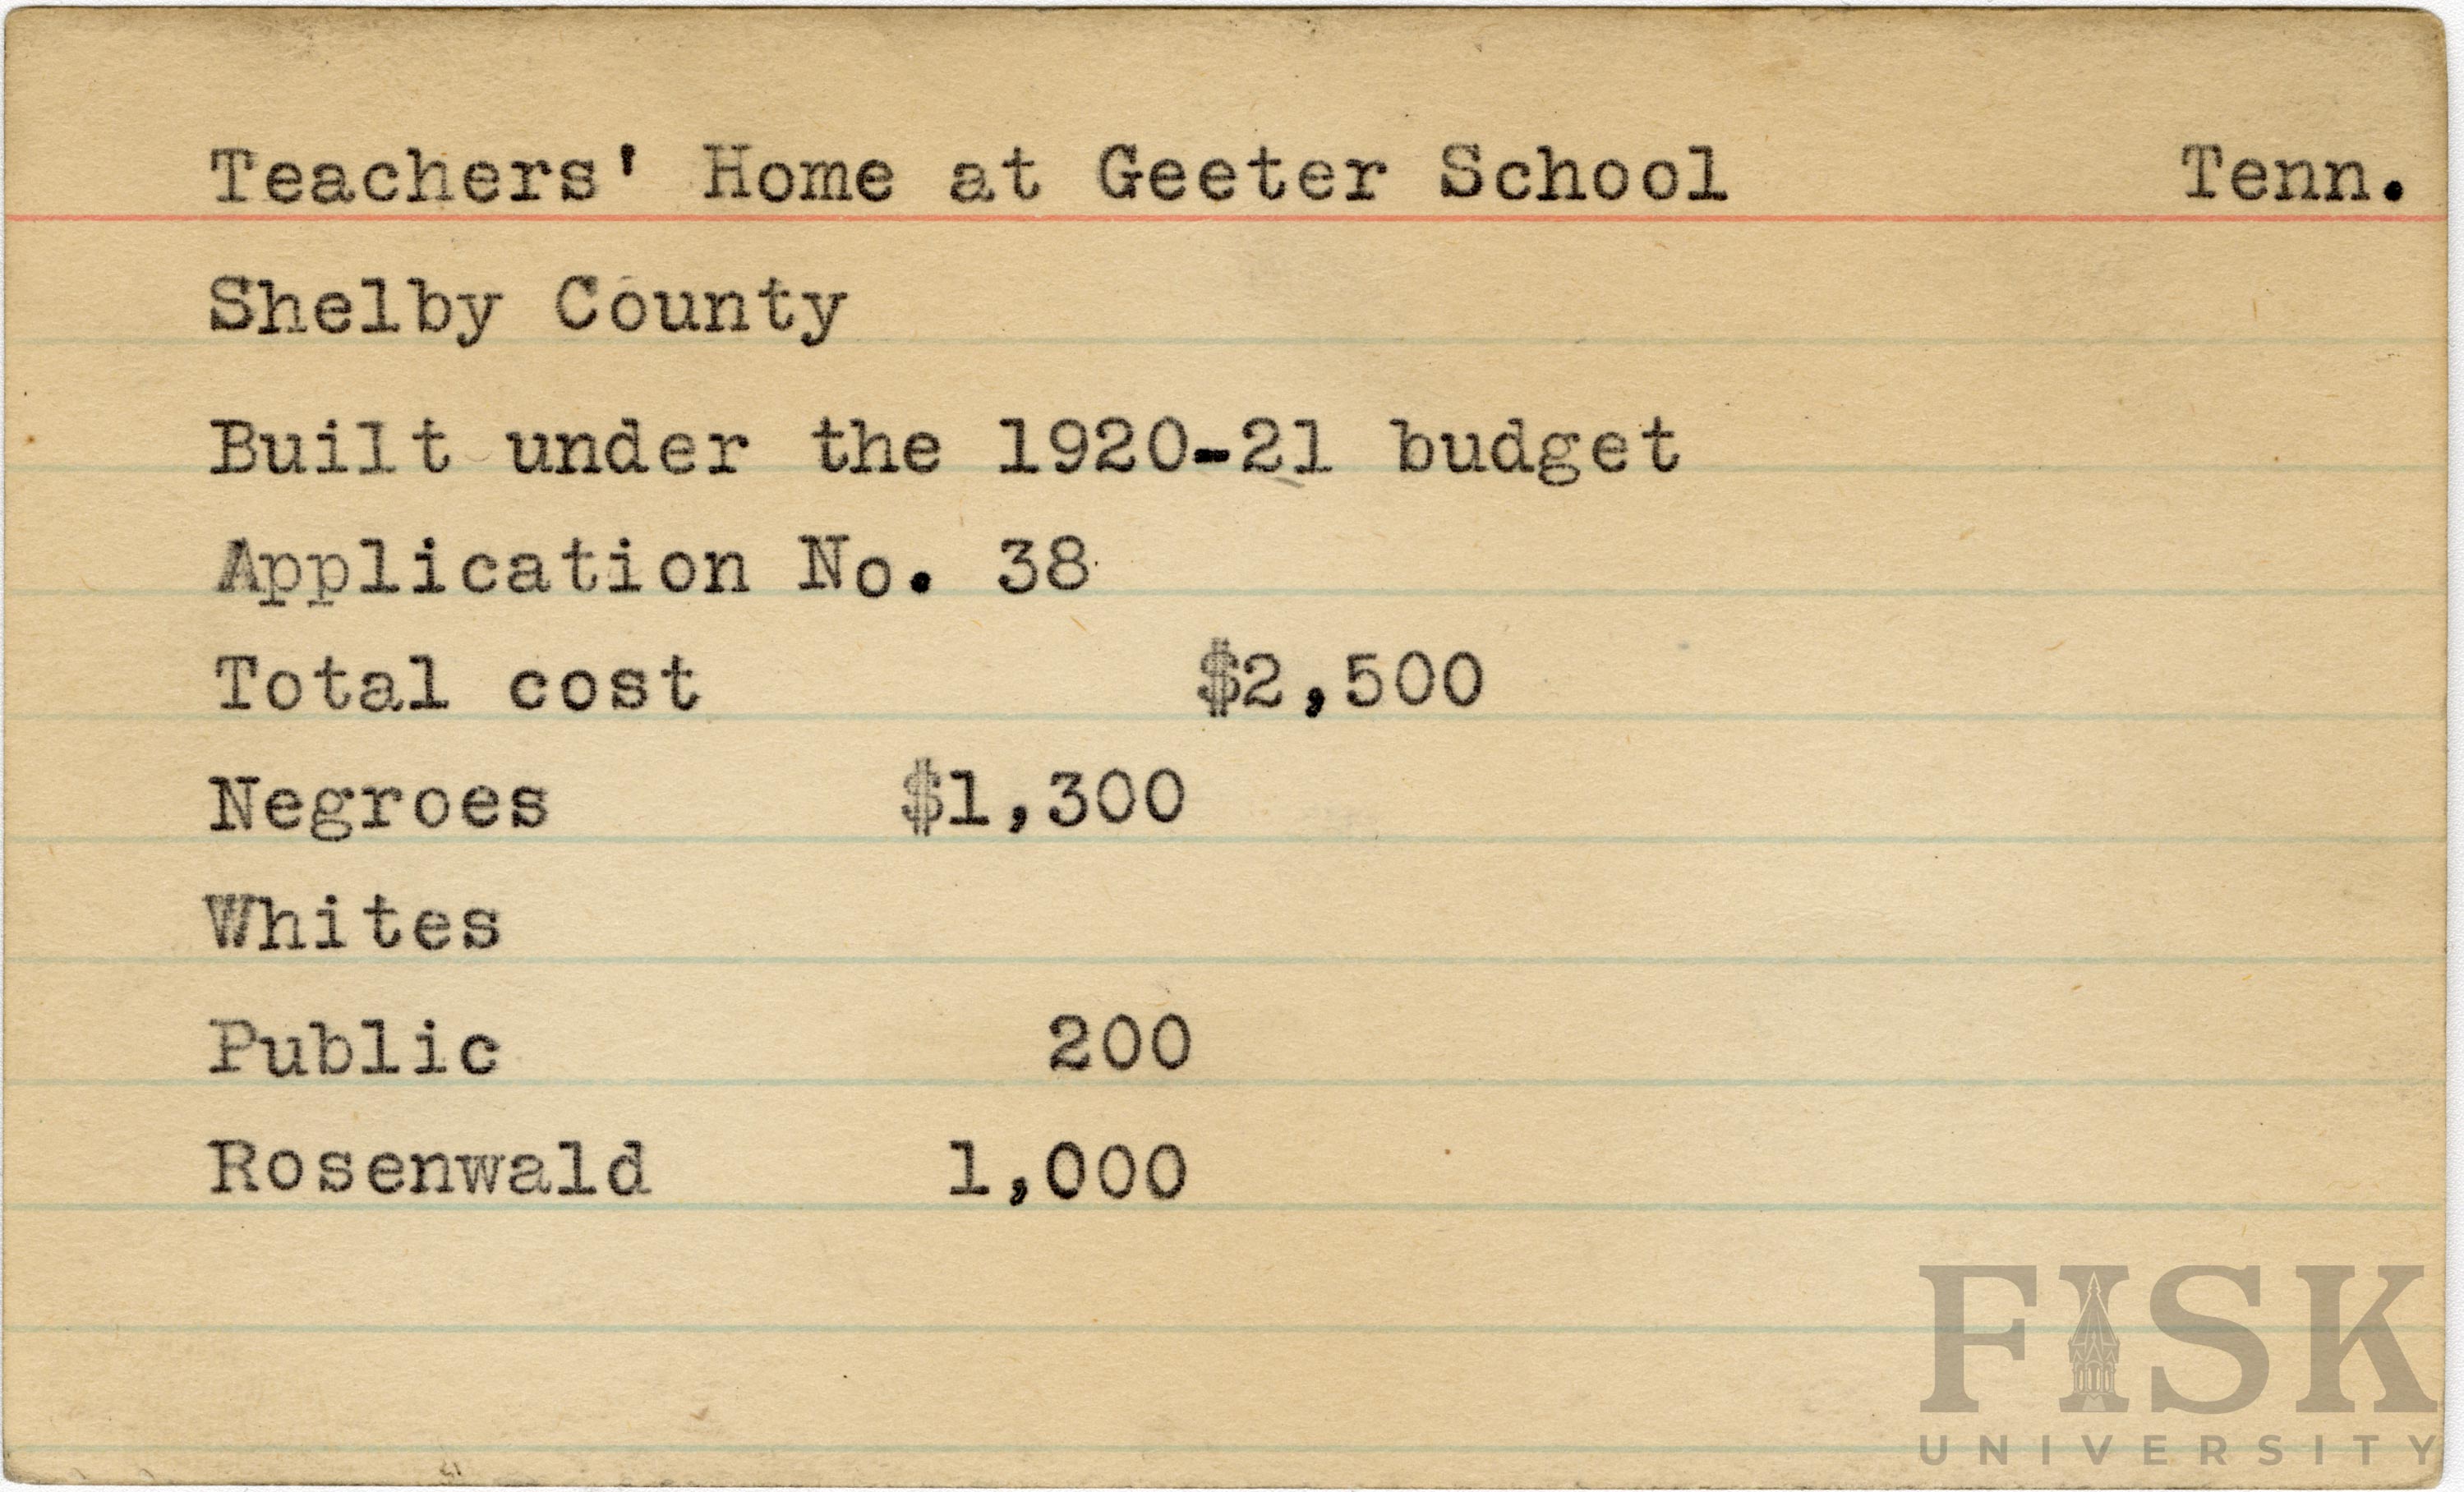 Teachers' Home at Geeter School Tenn.
Shelby County
Built under the 1920-21 budget
Application No. 38
Total cost $2,500
Negroes $1,300
Whites
Public 200
Rosenwald 1,000
FISK
UNIVERSITY